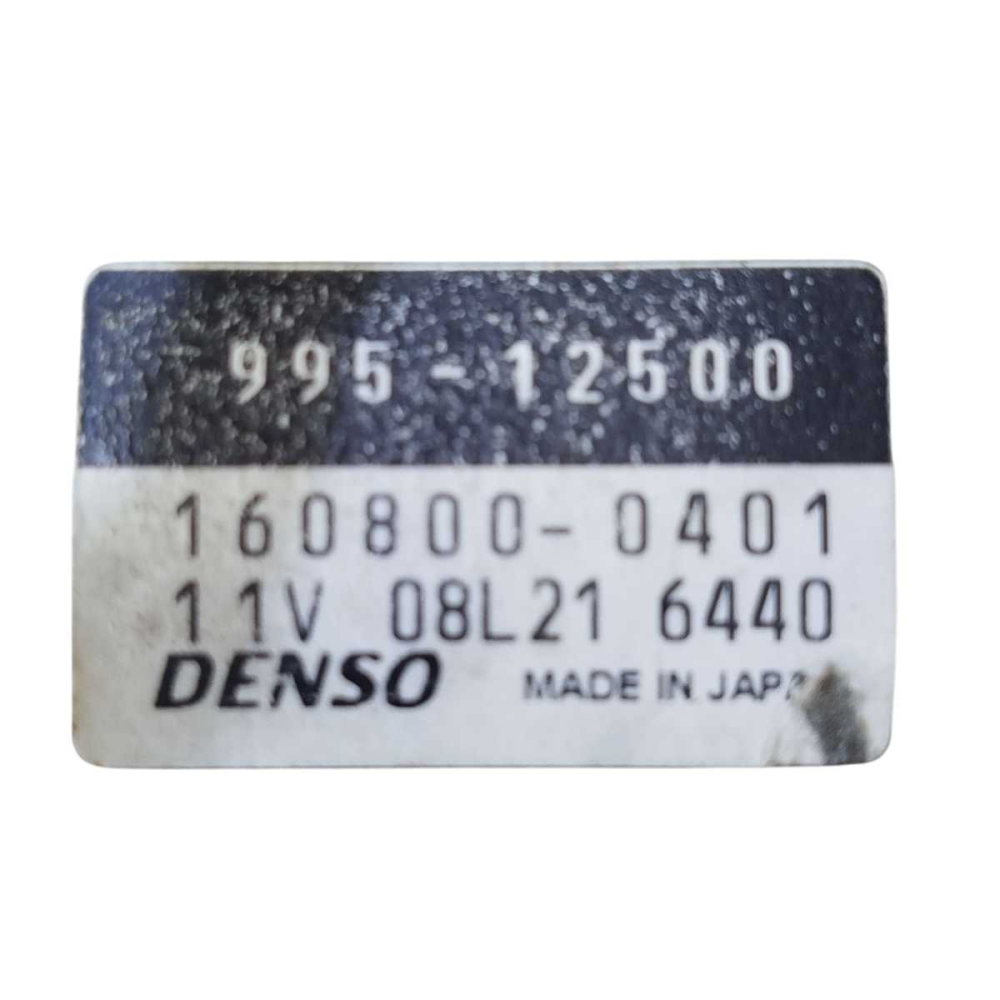 995-12500
160800-0401
11V 08L21 6440
DENSO MADE IN